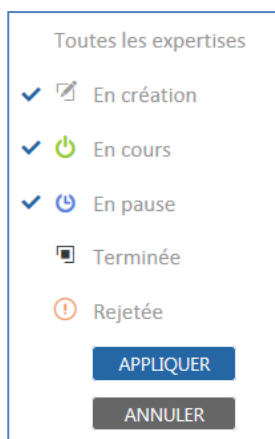 Toutes les expertises
En création
En cours
En pause
Terminée
Rejetée
APPLIQUER
ANNULER